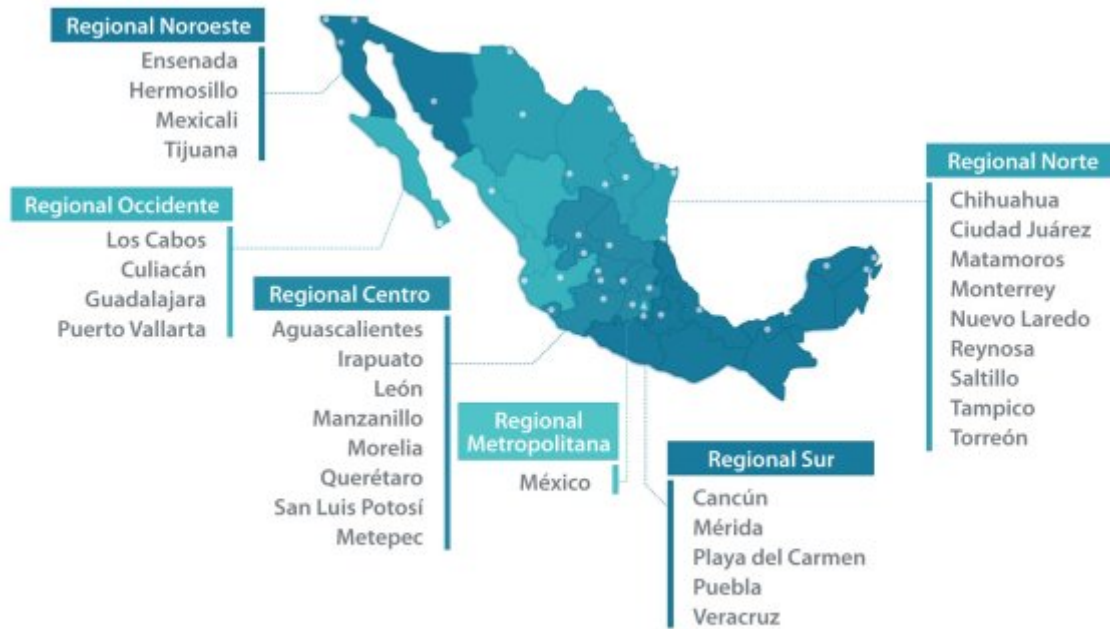 Regional Noroeste
Ensenada
Hermosillo
Mexicali
Tijuana
Regional Occidente
Los Cabos
Culiacán
Guadalajara
Puerto Vallarta
Regional Centro
Aguascalientes
Irapuato
León
Manzanillo
Morelia
Querétaro
San Luis Potosí
Metepec
Regional
Metropolitana
México
Regional Sur
Cancún
Mérida
Playa del Carmen
Puebla
Veracruz
Regional Norte
Chihuahua
Ciudad Juárez
Matamoros
Monterrey
Nuevo Laredo
Reynosa
Saltillo
Tampico
Torreón